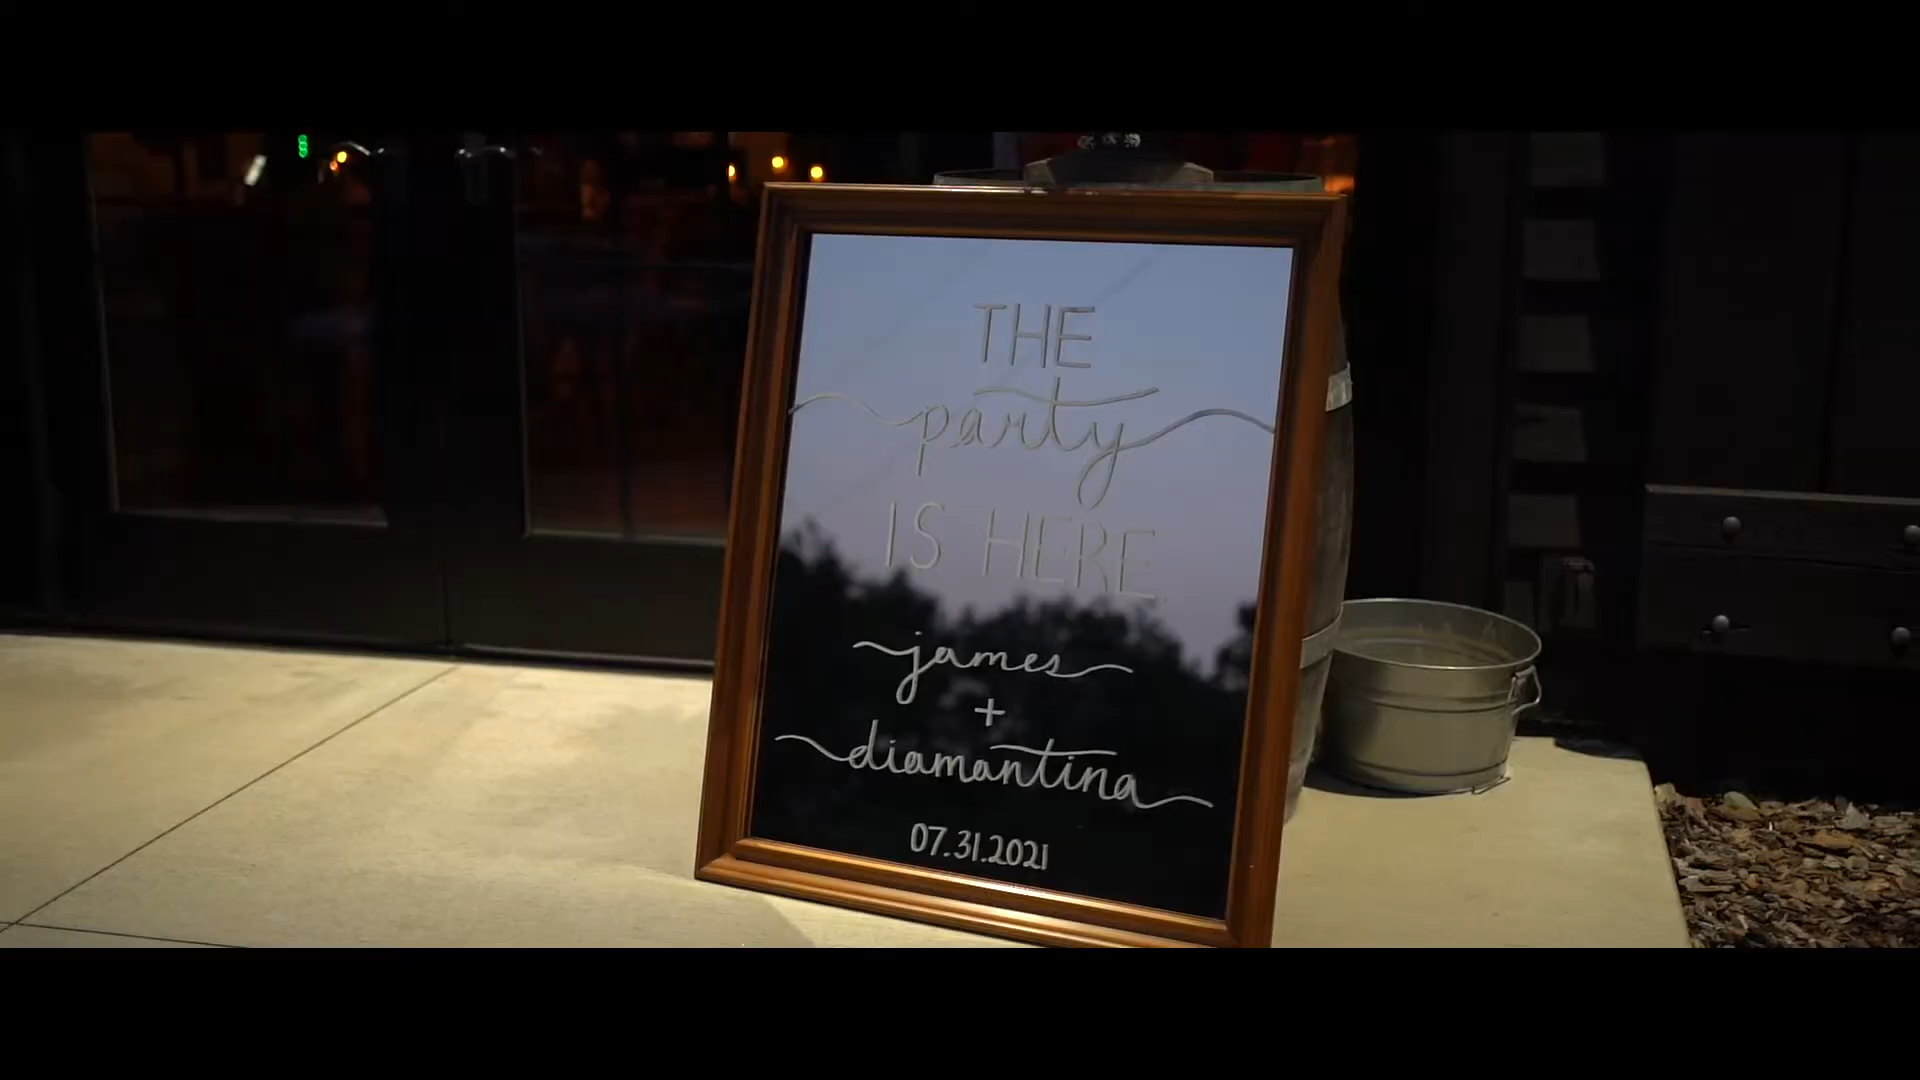 THE
party
IS HERE.
james
+
diamantina
07.31.2021